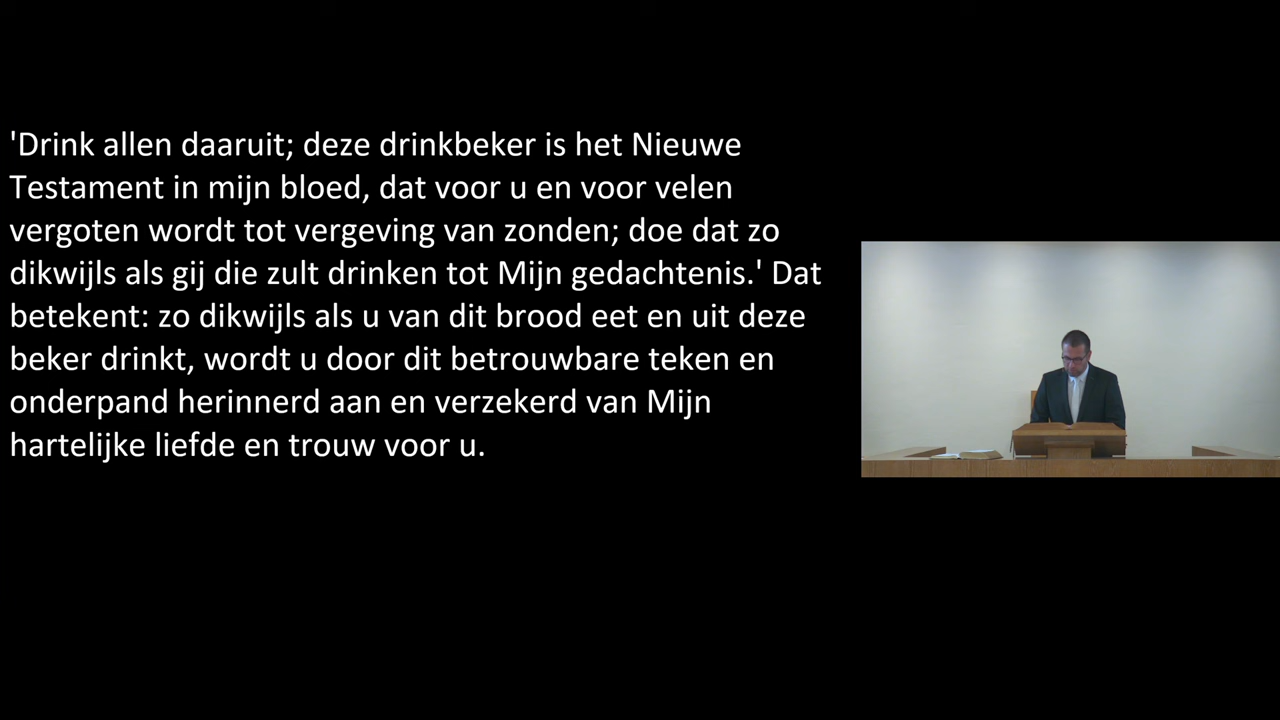 'Drink allen daaruit; deze drinkbeker is het Nieuwe
Testament in mijn bloed, dat voor u en voor velen
vergoten wordt tot vergeving van zonden; doe dat zo
dikwijls als gij die zult drinken tot Mijn gedachtenis.' Dat
betekent: zo dikwijls als u van dit brood eet en uit deze
beker drinkt, wordt u door dit betrouwbare teken en
onderpand herinnerd aan en verzekerd van Mijn
hartelijke liefde en trouw voor u.